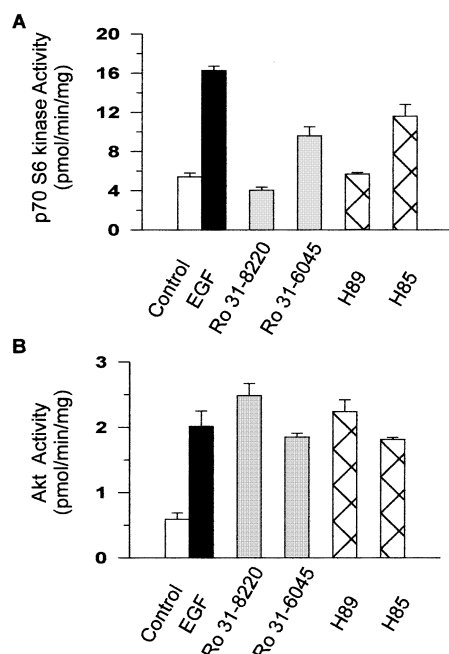 A
p70 S6 kinase Activity
(pmol/min/mg)
20
16
12
8
4
0
Control
EGF
Ro 31-8220
Ro 31-6045
H89
H85
B
Akt Activity
(pmol/min/mg)
3
2
1
0
Control
EGF
Ro 31-8220
Ro 31-6045
H89
H85